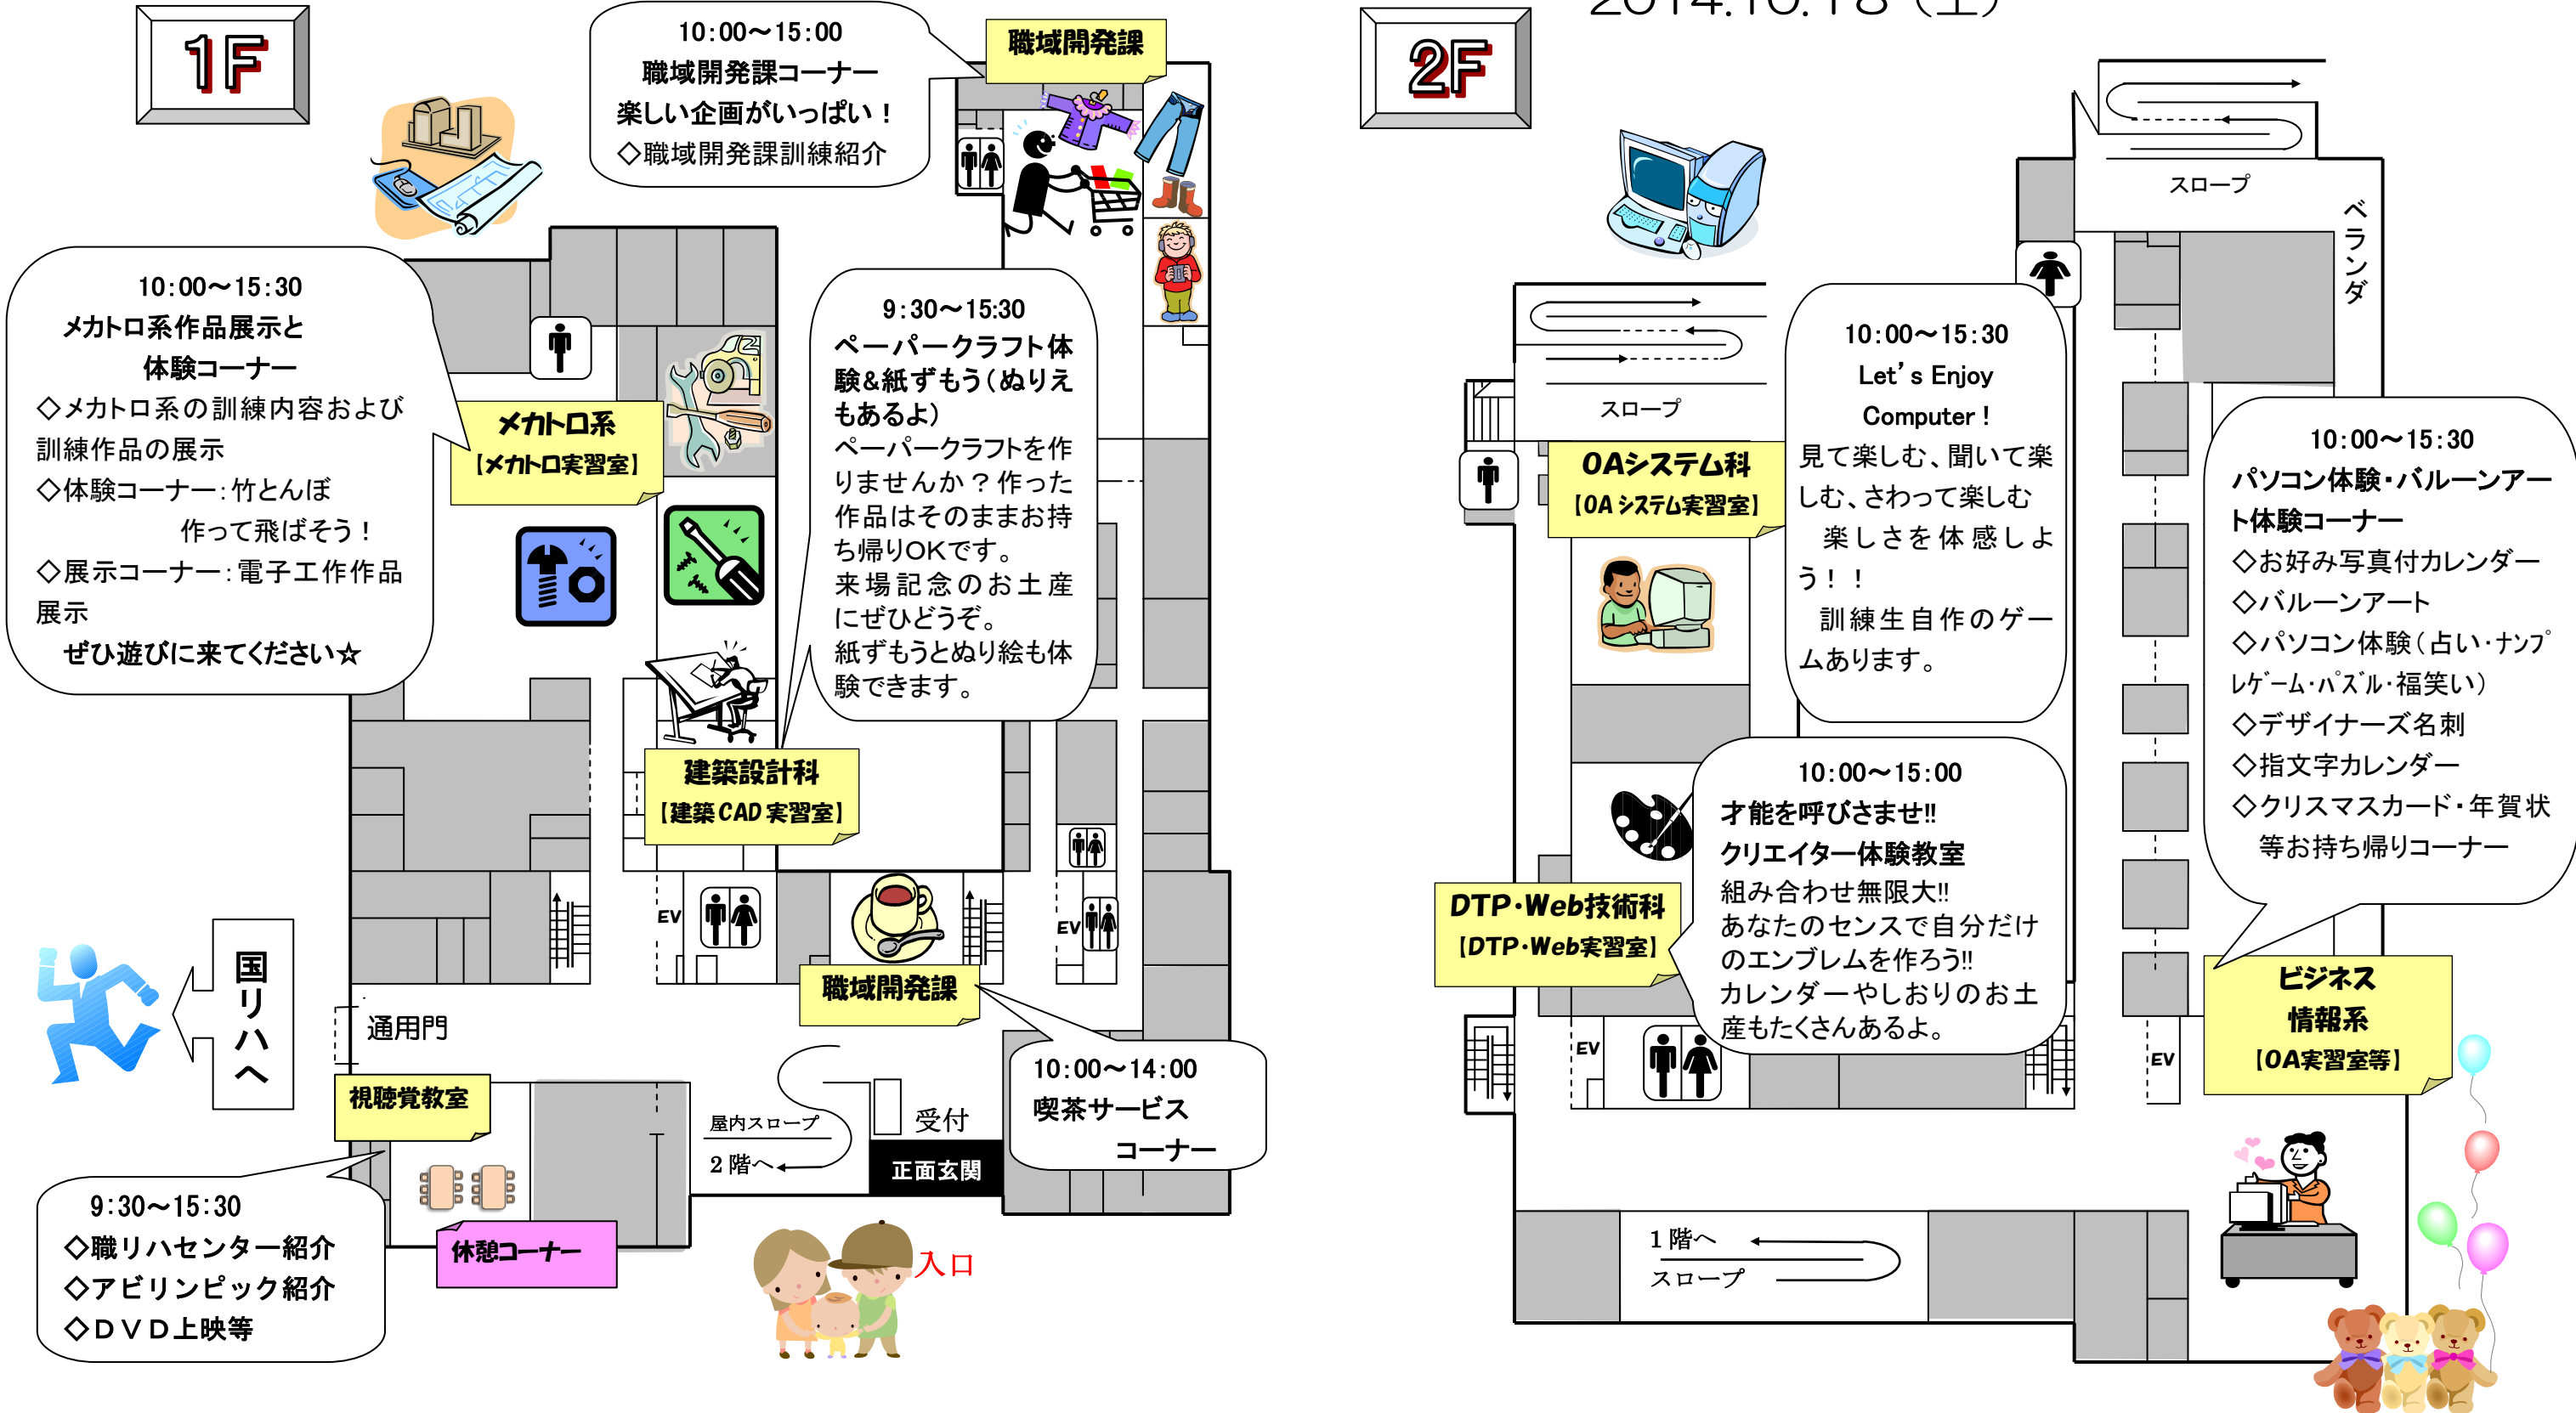 1F
10:00～15:00
職域開発課コーナー
楽しい企画がいっぱい！
◇職域開発課訓練紹介
職域開発課
10:00～15:30
メカトロ系作品展示と
体験コーナー
◇メカトロ系の訓練内容および
訓練作品の展示
◇体験コーナー：竹とんぼ
作って飛ばそう！
◇展示コーナー：電子工作作品
展示
ぜひ遊びに来てください☆
メカトロ系
【メカトロ実習室】
9:30～15:30
ペーパークラフト体
験&紙ずもう（ぬりえ
もあるよ）
ペーパークラフトを作
りませんか？作った
作品はそのままお持
ち帰りOKです。
来場記念のお土産
にぜひどうぞ。
紙ずもうとぬり絵も体
験できます。
建築設計科
【建築CAD実習室】
EV
EV
職域開発課
10:00～14:00
喫茶サービス
コーナー
国リハへ
通用門
視聴覚教室
9:30～15:30
◇職リハセンター紹介
◇アビリンピック紹介
◇ＤＶＤ上映等
休憩コーナー
屋内スロープ
2階へ
受付
正面玄関
入口
2014.10.18（土）
2F
スロープ
ベランダ
スロープ
OAシステム科
【OAシステム実習室】
10:00～15:30
Let's Enjoy
Computer！
見て楽しむ、聞いて楽
しむ、さわって楽しむ
楽しさを体感しよ
う！！
訓練生自作のゲー
ムあります。
10:00～15:00
才能を呼びさませ!!
クリエイター体験教室
組み合わせ無限大!!
あなたのセンスで自分だけ
のエンブレムを作ろう!!
カレンダーやしおりのお土
産もたくさんあるよ。
DTP・Web技術科
【DTP・Web実習室】
10:00～15:30
パソコン体験・バルーンアー
ト体験コーナー
◇お好み写真付カレンダー
◇バルーンアート
◇パソコン体験（占い・ﾅﾝﾌﾟ
ﾚｹﾞｰﾑ・ﾊﾟｽﾞﾙ・福笑い）
◇デザイナーズ名刺
◇指文字カレンダー
◇クリスマスカード・年賀状
等お持ち帰りコーナー
ビジネス
情報系
【OA実習室等】
EV
EV
1階へ
スロープ